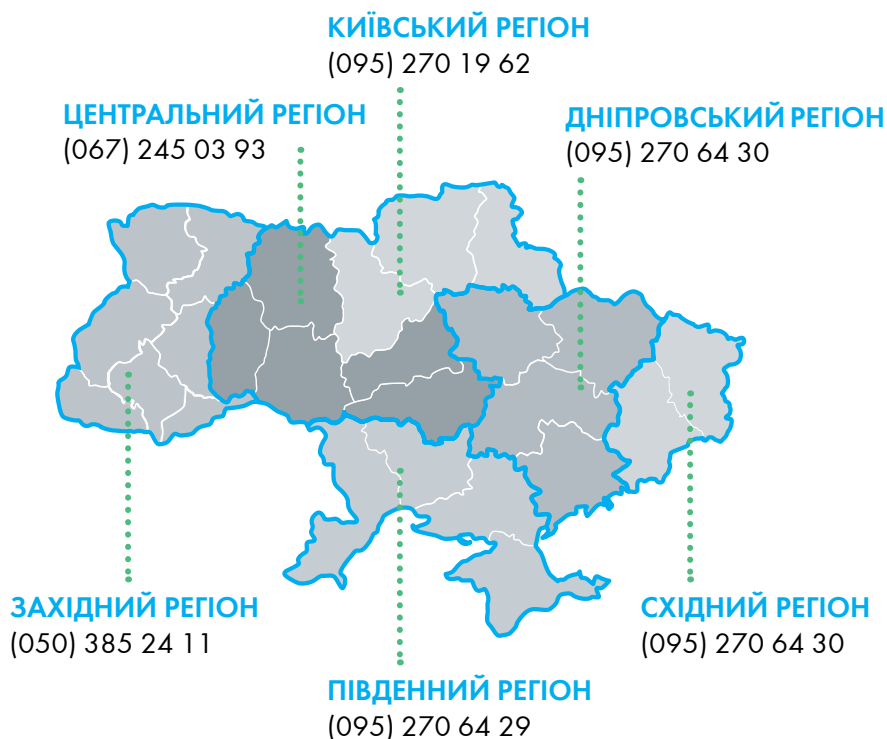 КИЇВСЬКИЙ РЕГІОН
(095) 270 19 62
ЦЕНТРАЛЬНИЙ РЕГІОН
(067) 245 03 93
ДНІПРОВСЬКИЙ РЕГІОН
(095) 270 64 30
ЗАХІДНИЙ РЕГІОН
(050) 385 24 11
СХІДНИЙ РЕГІОН
(095) 270 64 30
ПІВДЕННИЙ РЕГІОН
(095) 270 64 29